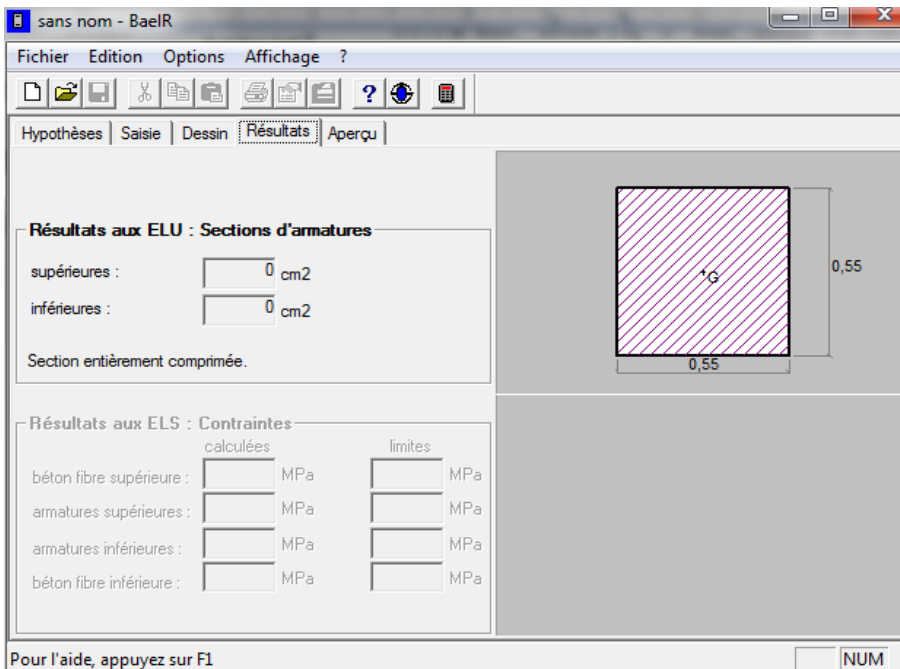 sans nom - BaelR
Fichier Edition Options Affichage ?
Hypothèses Saisie Dessin Résultats Aperçu
Résultats aux ELU : Sections d'armatures
supérieures : 0 cm2
inférieures : 0 cm2
Section entièrement comprimée.
G
0,55
0,55
Résultats aux ELS : Contraintes
calculées limites
béton fibre supérieure : MPa MPa
armatures supérieures : MPa MPa
armatures inférieures : MPa MPa
béton fibre inférieure : MPa MPa
Pour l'aide, appuyez sur F1 NUM